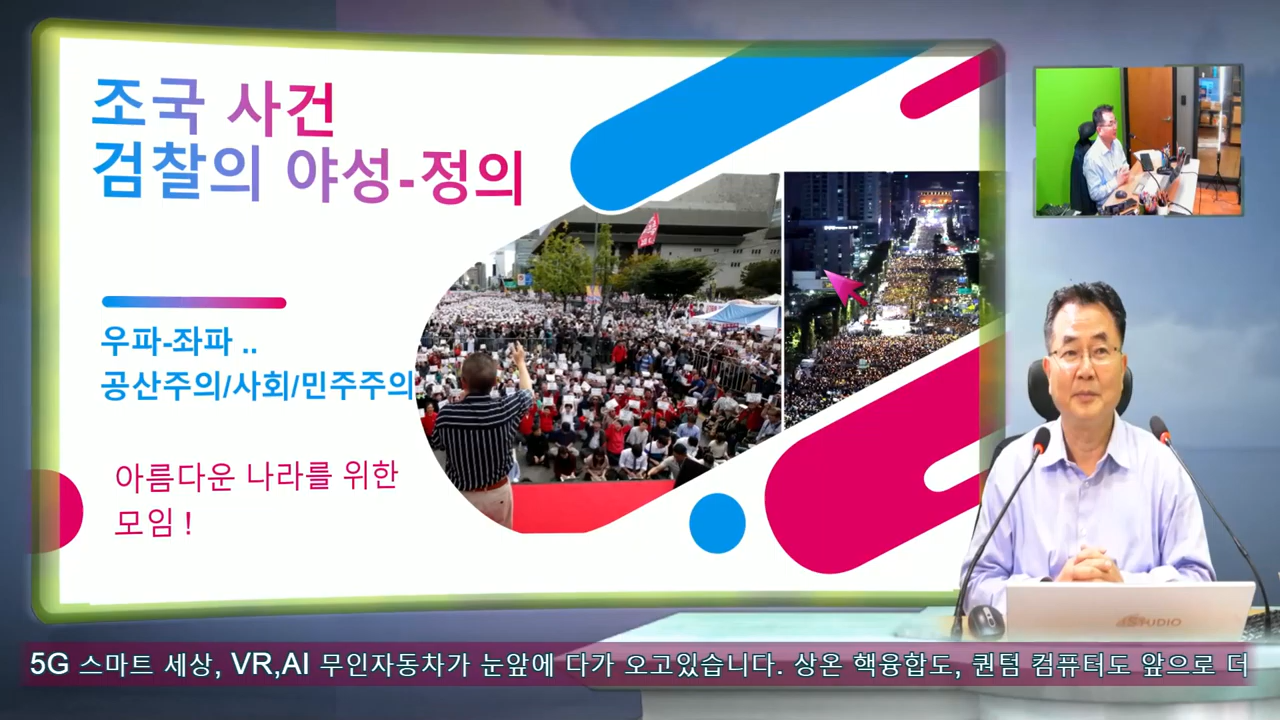 조국 사건
검찰의 야성-정의
우파-좌파 ..
공산주의/사회/민주주의
아름다운 나라를 위한
모임 !
5G 스마트 세상, VR,AI 무인자동차가 눈앞에 다가 오고있습니다. 상온 핵융합도, 퀀텀 컴퓨터도 앞으로 더